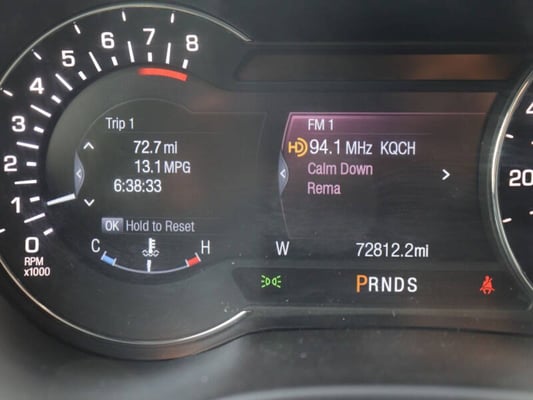 8
7
6
5
4
3
2
1
0
RPM
x1000
Trip 1
72.7 mi
13.1 MPG
6:38:33
OK Hold to Reset
C H
FM 1
HD 94.1 MHz KQCH
Calm Down
Rema
W 72812.2mi
PRNDS
20